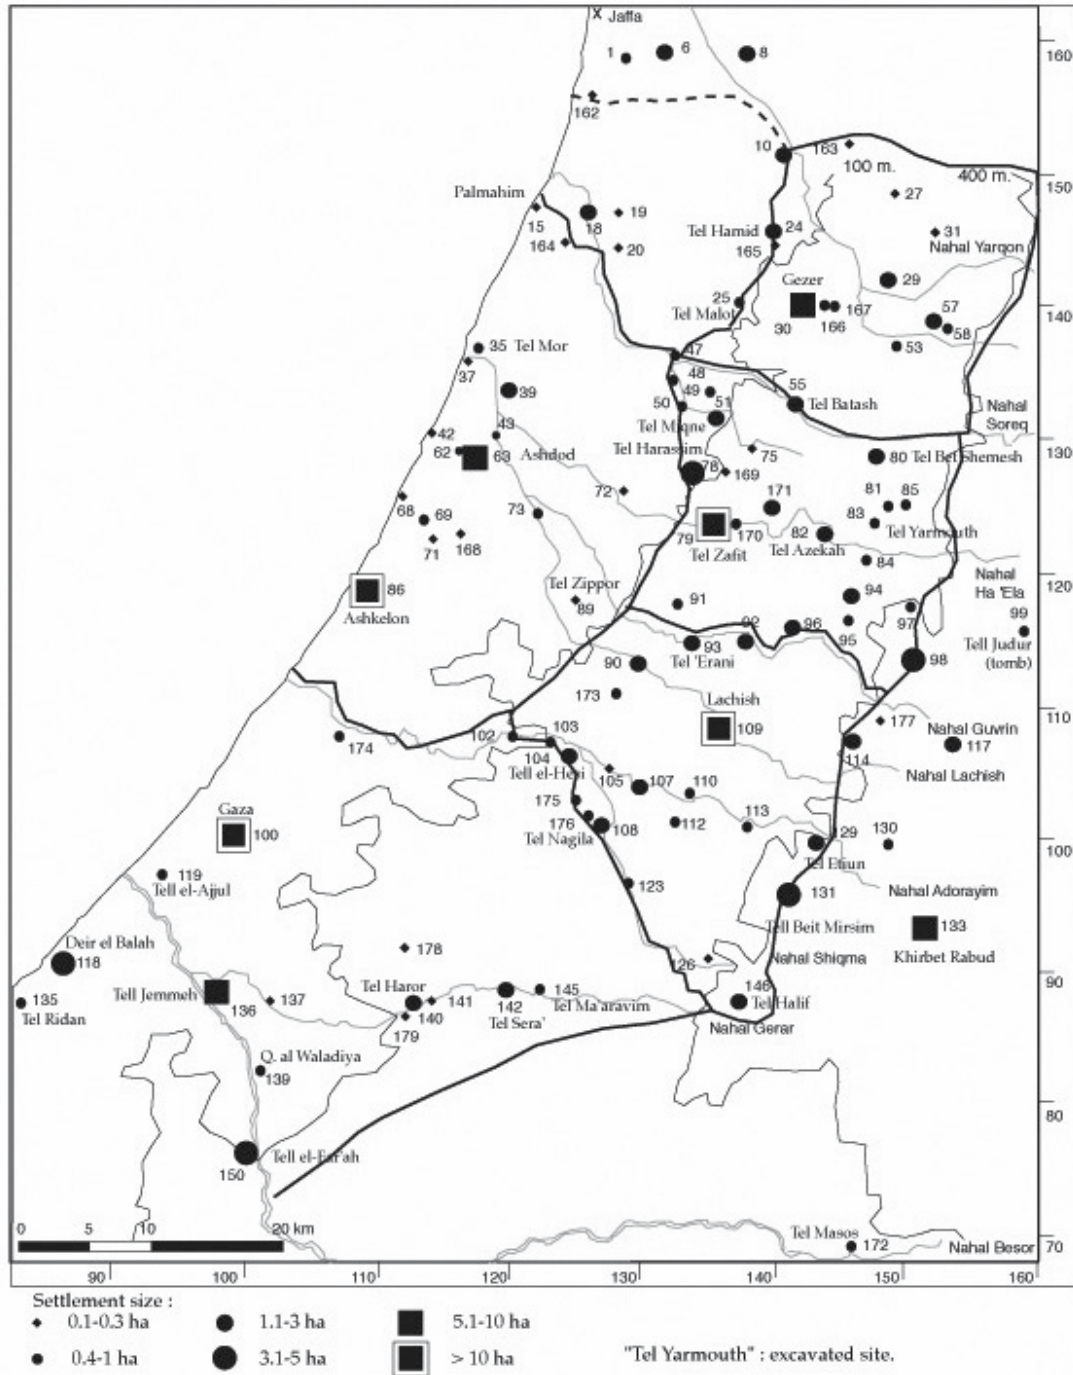 Jaffa
1
6
8
160
162
10
163
100 m.
400 m.
150
27
Palmahim
15
18
19
Tel Hamid
24
31
164
20
165
Nahal Yarqon
Gezer
29
25
Tel Malot
30
166
167
57
58
140
53
35
Tel Mor
37
47
48
39
49
50
51
55
Tel Batash
Nahal
Soreq
42
43
Tel Miqne
130
62
63
Ashdod
Tel Harassim
78
75
80
Tel Bet Shemesh
72
169
171
81
85
68
69
73
83
Tel Yarmouth
71
168
79
170
82
Tel Azekah
Tel Zafit
84
86
Ashkelon
Tel Zippor
89
91
94
120
Nahal
Ha 'Ela
99
92
96
95
97
93
Tel 'Erani
98
Tell Judur
(tomb)
90
173
Lachish
109
177
110
Nahal Guvrin
174
102
103
104
Tell el-Hesi
114
117
105
107
110
Nahal Lachish
175
176
Tel Nagila
108
112
113
Gaza
100
129
130
100
Tel Etun
119
Tell el-Ajjul
123
131
Nahal Adorayim
Tell Beit Mirsim
133
Khirbet Rabud
Deir el Balah
118
178
126
Nahal Shiqma
90
135
Tel Ridan
Tell Jemmeh
136
137
Tel Haror
140
141
142
Tel Sera'
145
Tel Ma'aravim
146
Tel Halif
179
Nahal Gerar
Q. al Waladiya
139
80
150
Tell el-Far'ah
0 5 10 20 km
Tel Masos
172
Nahal Besor
70
90 100 110 120 130 140 150 160
Settlement size :
0.1-0.3 ha 1.1-3 ha 5.1-10 ha
0.4-1 ha 3.1-5 ha > 10 ha "Tel Yarmouth" : excavated site.